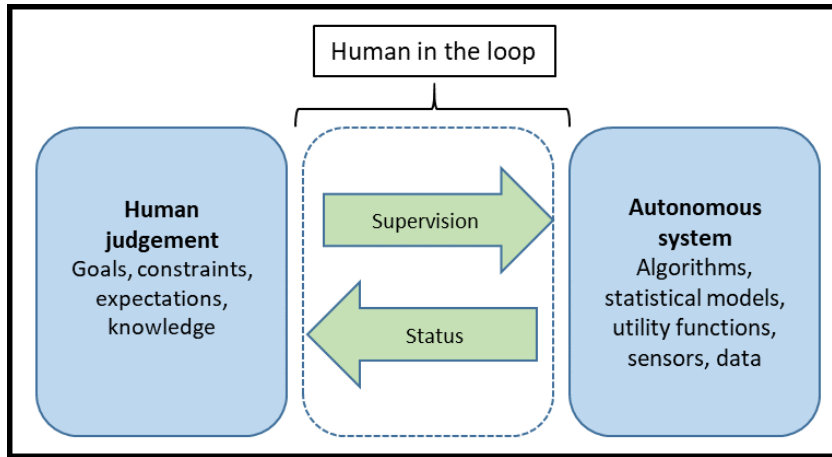 Human in the loop
Human
judgement
Goals, constraints,
expectations,
knowledge
Supervision
Status
Autonomous
system
Algorithms,
statistical models,
utility functions,
sensors, data